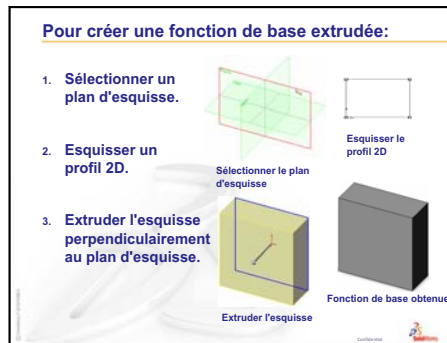 Pour créer une fonction de base extrudée:
1. Sélectionner un
plan d'esquisse.
2. Esquisser un
profil 2D.
3. Extruder l'esquisse
perpendiculairement
au plan d'esquisse.
Sélectionner le plan
d'esquisse
Esquisser le
profil 2D
Extruder l'esquisse
Fonction de base obtenue
Confidential
SolidWorks